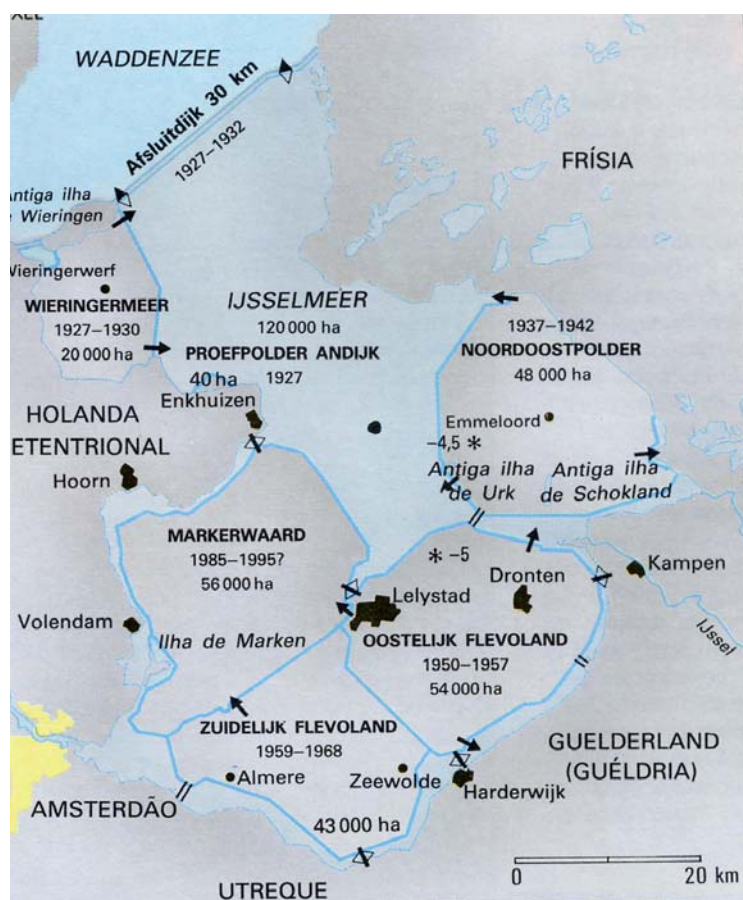 WADDENZEE
Afsluitdijk 30 km
1927–1932
FRÍSIA
Antiga ilha
de Wieringen
Wieringerwerf
WIERINGERMEER
1927–1930
20 000 ha
IJSSELMEER
120 000 ha
PROEFPOLDER ANDIJK
40 ha 1927
Enkhuizen
1937–1942
NOORDOOSTPOLDER
48 000 ha
Emmeloord
–4,5 *
Antiga ilha
de Urk
Antiga ilha
de Schokland
HOLANDA
ETENTRIONAL
Hoorn
MARKERWAARD
1985–1995?
56 000 ha
* –5
Lelystad
Dronten
Kampen
IJssel
Volendam
Ilha de Marken
OOSTELIJK FLEVOLAND
1950–1957
54 000 ha
ZUIDELIJK FLEVOLAND
1959–1968
Almere
Zeewolde
Harderwijk
43 000 ha
GUELDERLAND
(GUÉLDRIA)
AMSTERDÃO
UTREQUE
0 20 km